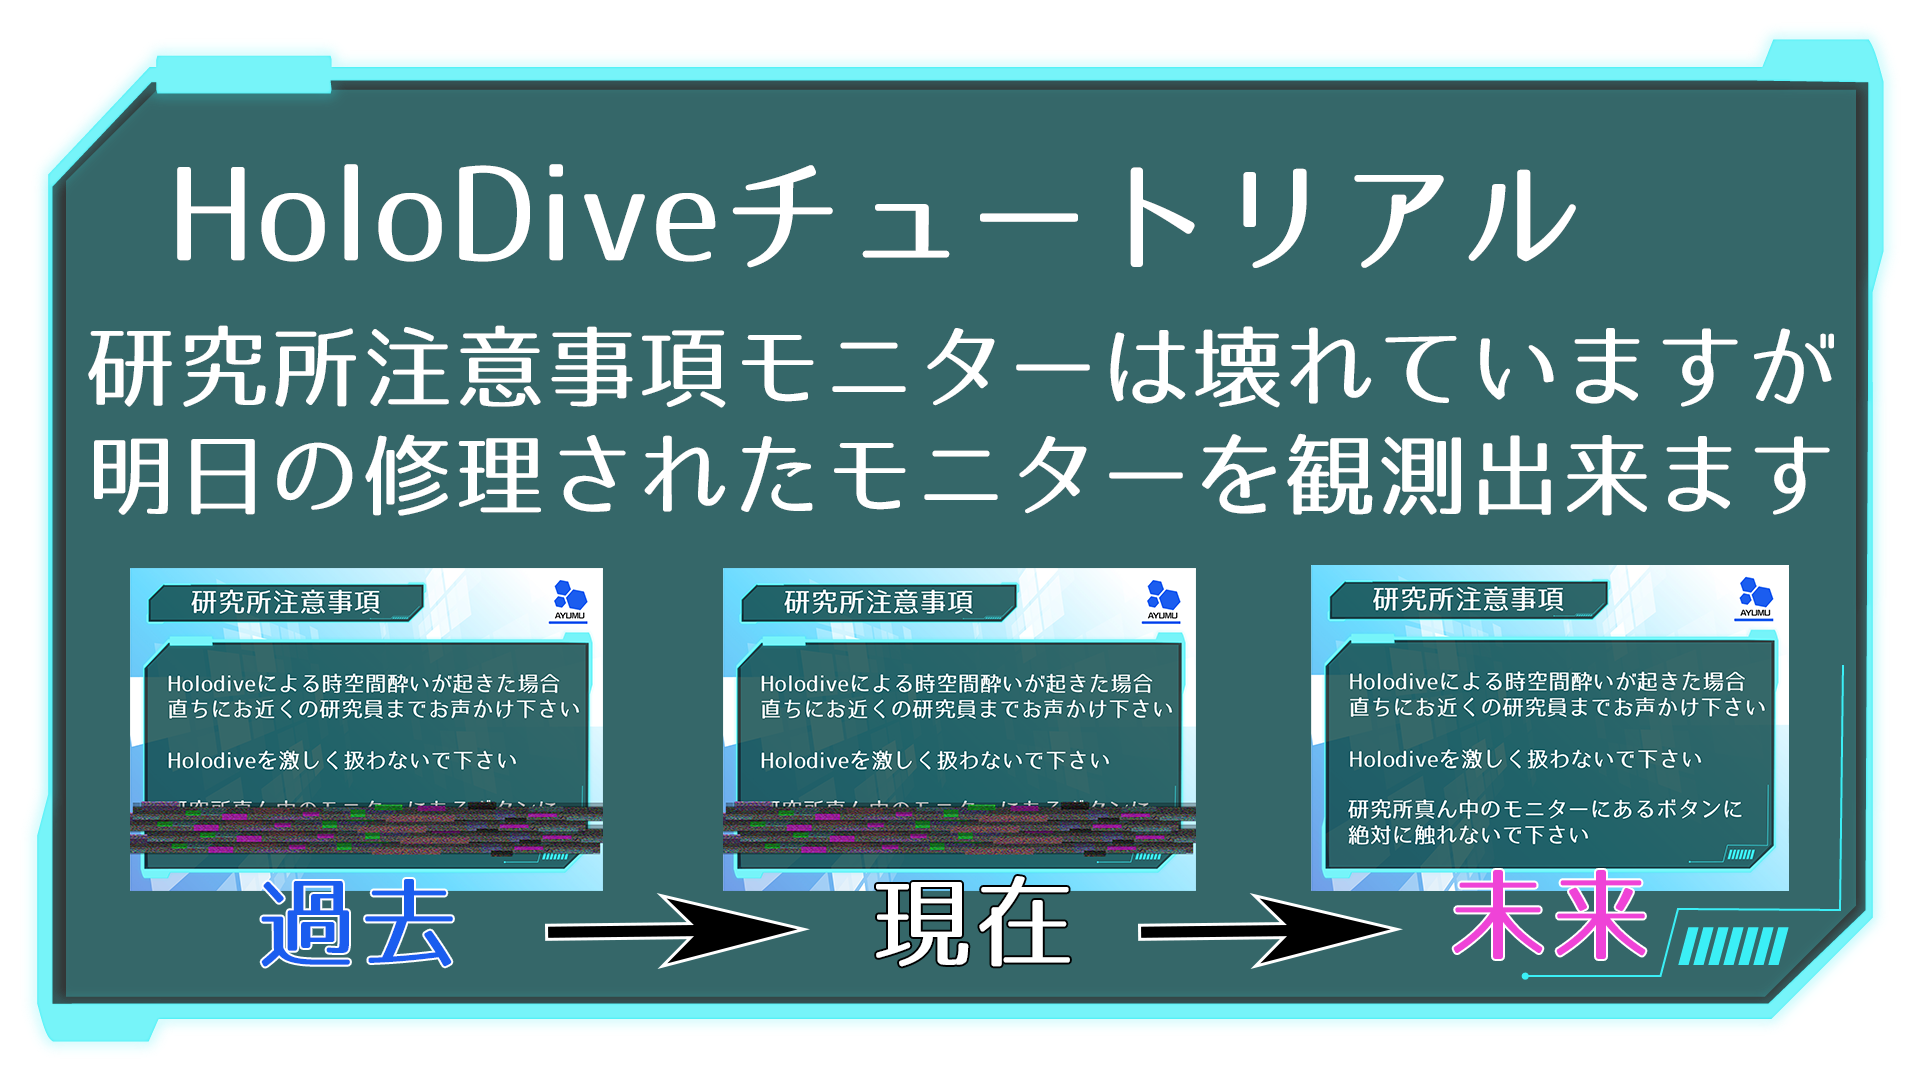 HoloDiveチュートリアル
研究所注意事項モニターは壊れていますが
明日の修理されたモニターを観測出来ます
研究所注意事項
AYUMU
Holodiveによる時空間酔いが起きた場合
直ちにお近くの研究員までお声かけ下さい
Holodiveを激しく扱わないで下さい
研究所注意事項
AYUMU
Holodiveによる時空間酔いが起きた場合
直ちにお近くの研究員までお声かけ下さい
Holodiveを激しく扱わないで下さい
研究所注意事項
AYUMU
Holodiveによる時空間酔いが起きた場合
直ちにお近くの研究員までお声かけ下さい
Holodiveを激しく扱わないで下さい
研究所真ん中のモニターにあるボタンに
絶対に触れないで下さい
過去
現在
未来